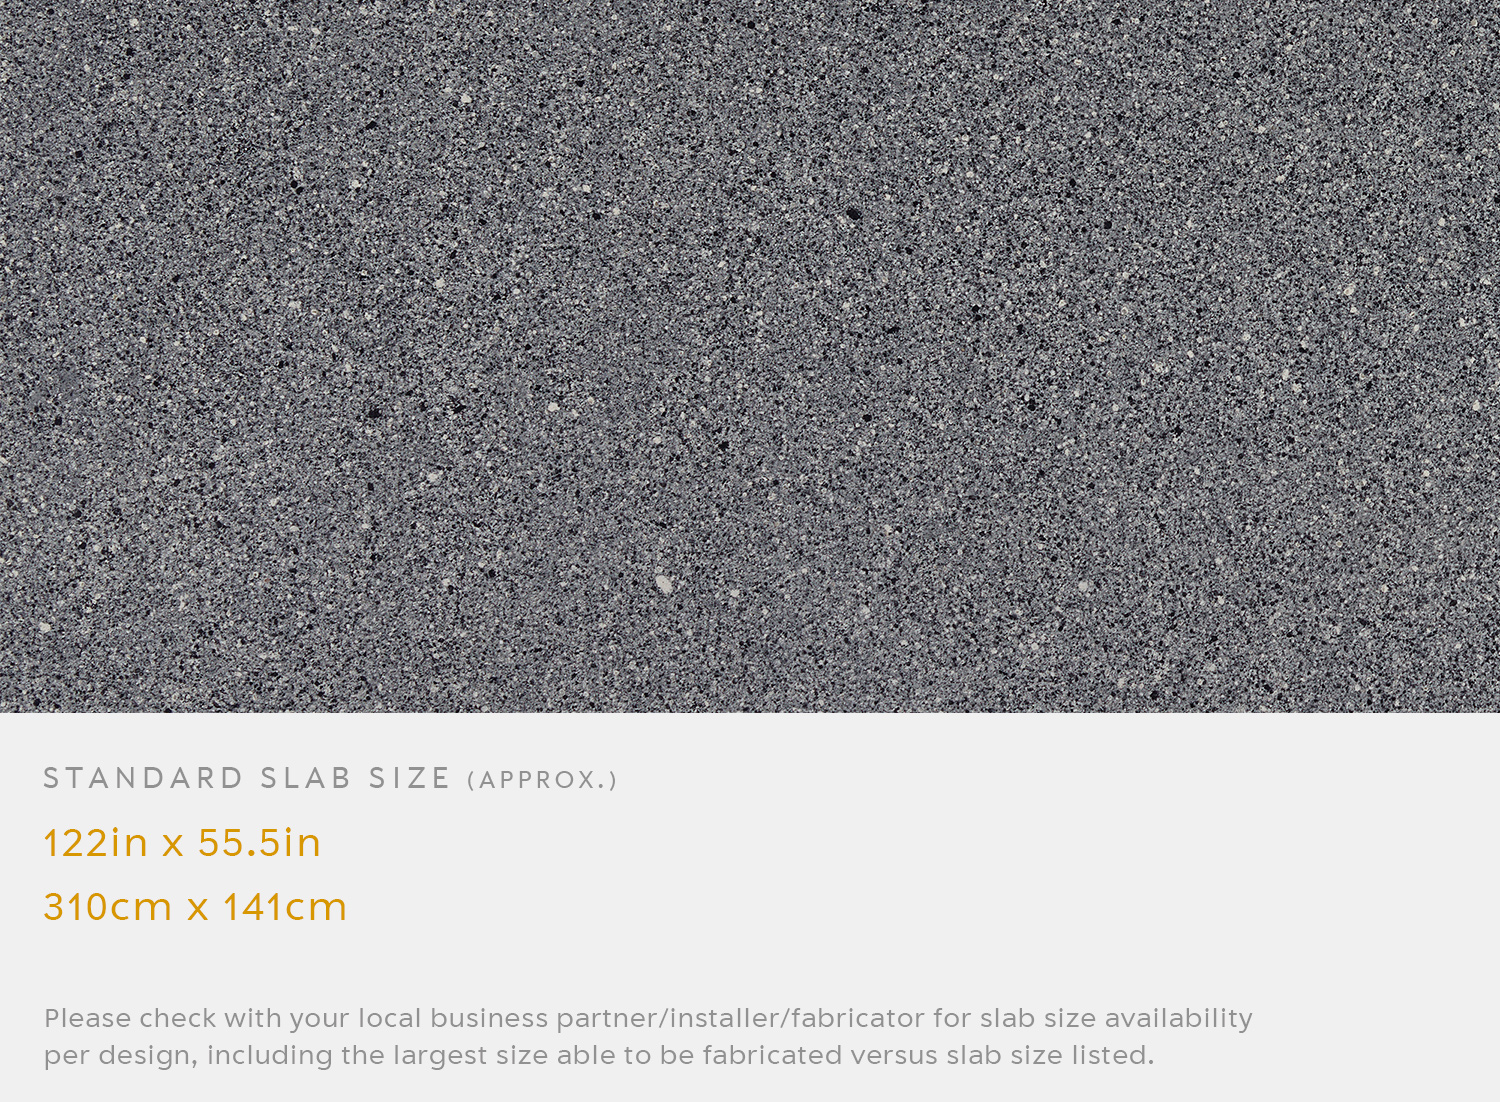 STANDARD SLAB SIZE (APPROX.)
122in x 55.5in
310cm x 141cm
Please check with your local business partner/installer/fabricator for slab size availability
per design, including the largest size able to be fabricated versus slab size listed.